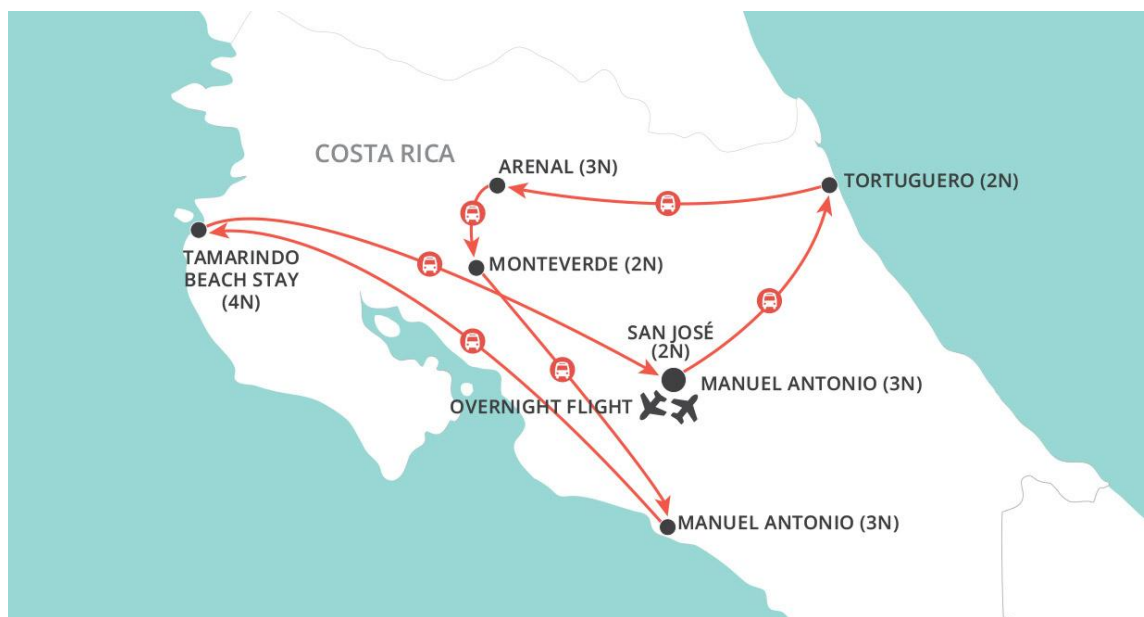 COSTA RICA
ARENAL (3N)
TORTUGUERO (2N)
TAMARINDO
BEACH STAY
(4N)
MONTEVERDE (2N)
SAN JOSÉ
(2N)
MANUEL ANTONIO (3N)
OVERNIGHT FLIGHT
MANUEL ANTONIO (3N)